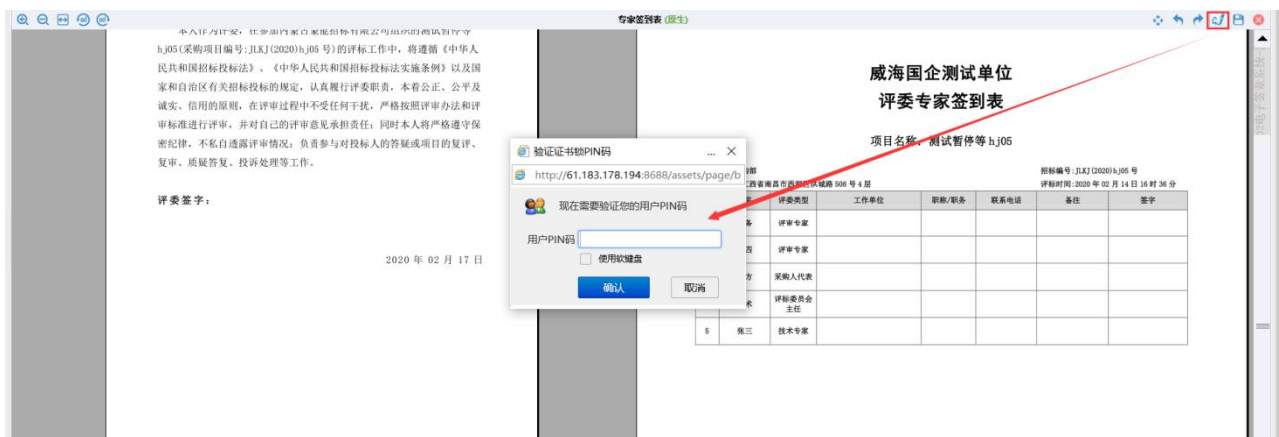 专家签到表 (原生)
本人作为评委，在参加内蒙古蒙能招标有限公司组织的测试暂停等
hj05(采购项目编号:JLKJ(2020)hj05 号)的评标工作中，将遵循《中华人
民共和国招标投标法》、《中华人民共和国招标投标法实施条例》以及国
家和自治区有关招标投标的规定，认真履行评委职责，本着公正、公平及
诚实、信用的原则，在评审过程中不受任何干扰，严格按照评审办法和评
审标准进行评审，并对自己的评审意见承担责任；同时本人将严格遵守保
密纪律，不私自透露评审情况；负责参与对投标人的答疑或项目的复评、
复审、质疑答复、投诉处理等工作。
评委签字：
2020 年 02 月 17 日
验证证书锁PIN码 ... ×
http://61.183.178.194:8688/assets/page/b
现在需要验证您的用户PIN码
用户PIN码
使用软键盘
确认 取消
威海国企测试单位
评委专家签到表
项目名称：测试暂停等 hj05
招标编号:JLKJ(2020)hj05 号
江西省南昌市西湖区洪城路 508 号 4 层 评标时间:2020 年 02 月 14 日 16 时 36 分
评委类型 工作单位 职称/职务 联系电话 备注 签字
评审专家
评审专家
采购人代表
评标委员会
主任
5 张三 技术专家